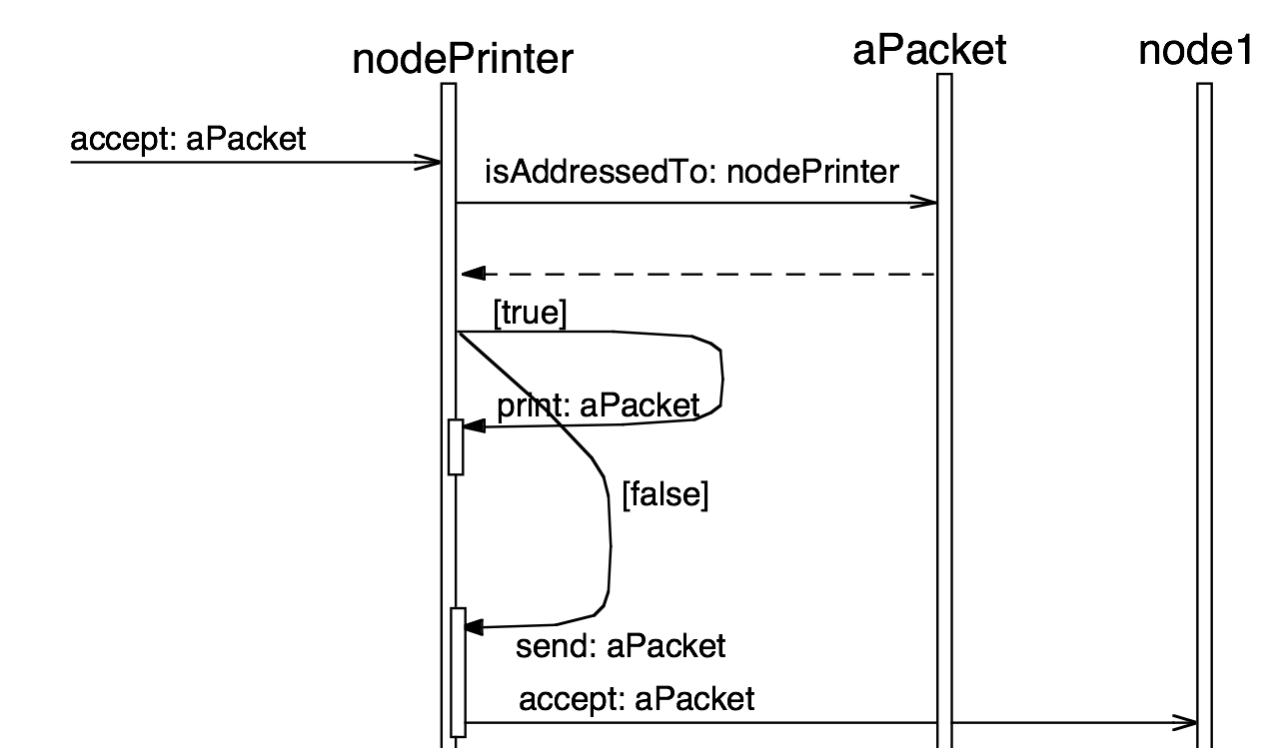 nodePrinter
aPacket
node1
accept: aPacket
isAddressedTo: nodePrinter
[true]
print: aPacket
[false]
send: aPacket
accept: aPacket